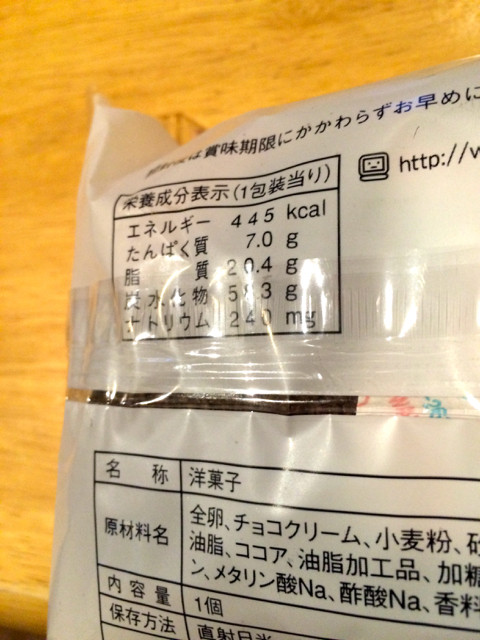 は賞味期限にかかわらずお早めに
http://w
栄養成分表示(1包装当り)
エネルギー 445 kcal
たんぱく質 7.0 g
脂質 20.4 g
炭水化物 58.3 g
ナトリウム 240 mg
名称 洋菓子
原材料名 全卵、チョコクリーム、小麦粉、砂
油脂、ココア、油脂加工品、加糖
ン、メタリン酸Na、酢酸Na、香料
内容量 1個
保存方法 直射日光